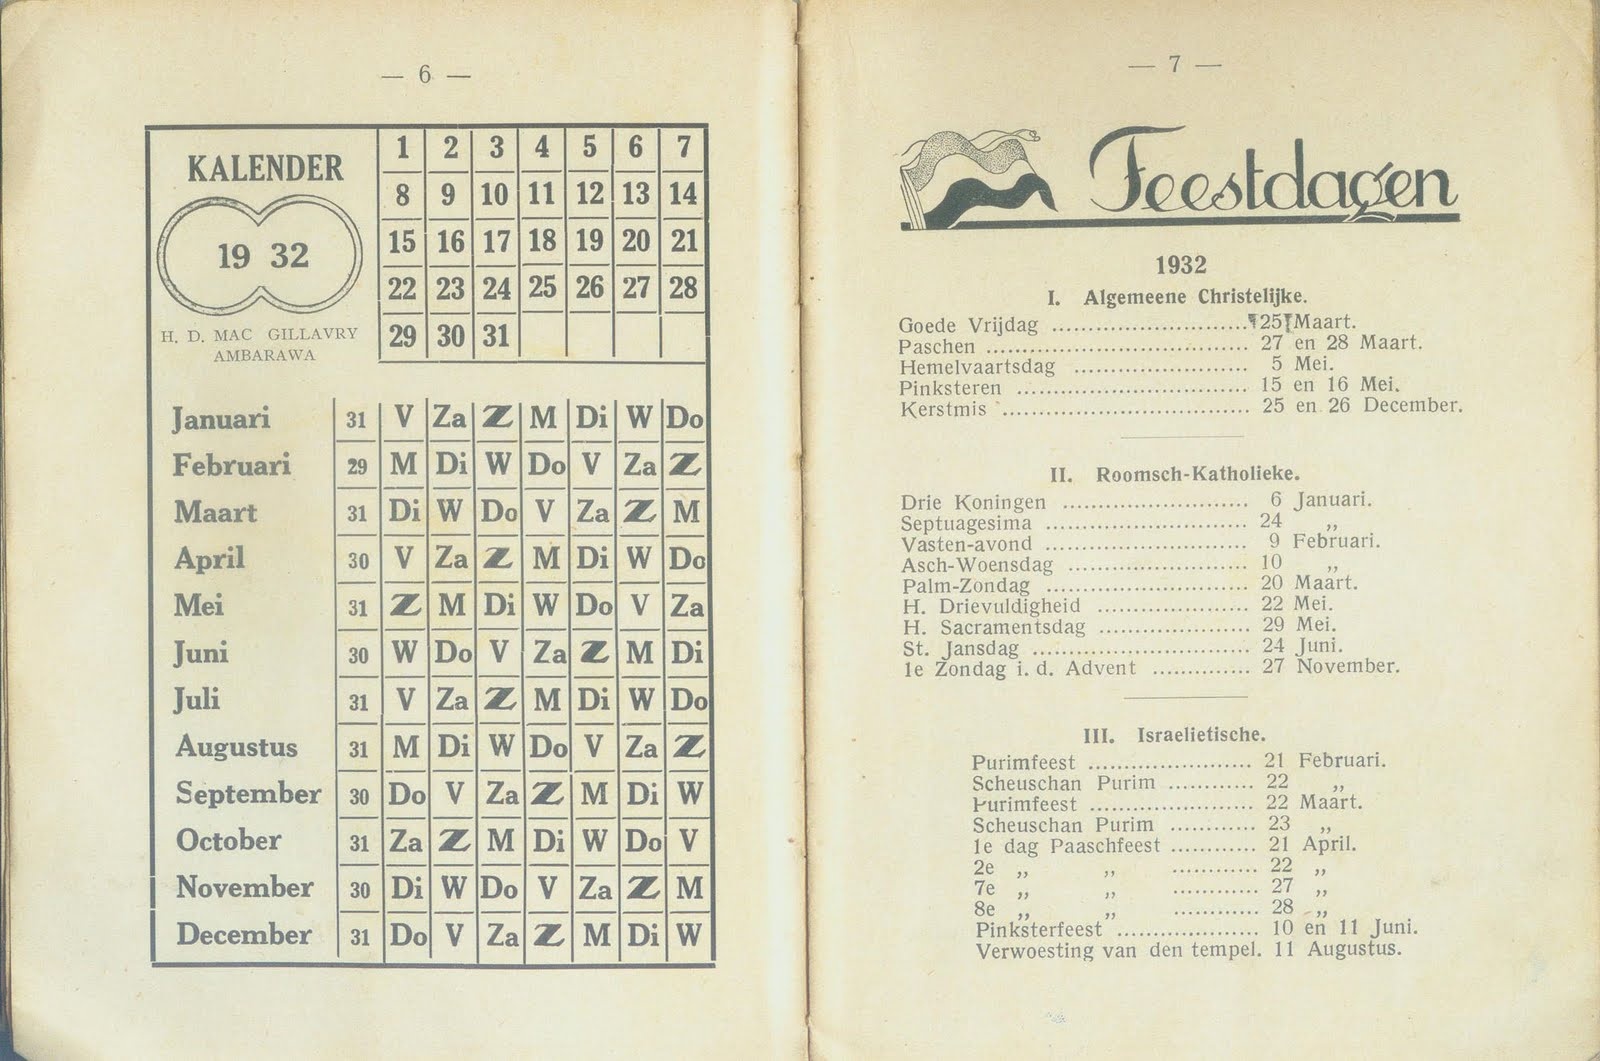 — 6 —
KALENDER
19 32
H. D. MAC GILLAVRY
AMBARAWA
1 2 3 4 5 6 7
8 9 10 11 12 13 14
15 16 17 18 19 20 21
22 23 24 25 26 27 28
29 30 31
Januari 31 V Za Z M Di W Do
Februari 29 M Di W Do V Za Z
Maart 31 Di W Do V Za Z M
April 30 V Za Z M Di W Do
Mei 31 Z M Di W Do V Za
Juni 30 W Do V Za Z M Di
Juli 31 V Za Z M Di W Do
Augustus 31 M Di W Do V Za Z
September 30 Do V Za Z M Di W
October 31 Za Z M Di W Do V
November 30 Di W Do V Za Z M
December 31 Do V Za Z M Di W
— 7 —
Feestdagen
1932
I. Algemeene Christelijke.
Goede Vrijdag .......................... 25 Maart.
Paschen ................................... 27 en 28 Maart.
Hemelvaartsdag ........................ 5 Mei.
Pinksteren ............................... 15 en 16 Mei.
Kerstmis ................................. 25 en 26 December.
II. Roomsch-Katholieke.
Drie Koningen ......................... 6 Januari.
Septuagesima ........................... 24 „
Vasten-avond ........................... 9 Februari.
Asch-Woensdag ........................ 10 „
Palm-Zondag ............................. 20 Maart.
H. Drievuldigheid .................... 22 Mei.
H. Sacramentsdag .................... 29 Mei.
St. Jansdag ............................. 24 Juni.
1e Zondag i. d. Advent ............. 27 November.
III. Israelietische.
Purimfeest ...................... 21 Februari.
Scheuschan Purim ............ 22 „
Purimfeest ...................... 22 Maart.
Scheuschan Purim ............ 23 „
1e dag Paaschfeest ............ 21 April.
2e „ „ ............ 22 „
7e „ „ ............ 27 „
8e „ „ ............ 28 „
Pinksterfeest ................... 10 en 11 Juni.
Verwoesting van den tempel. 11 Augustus.